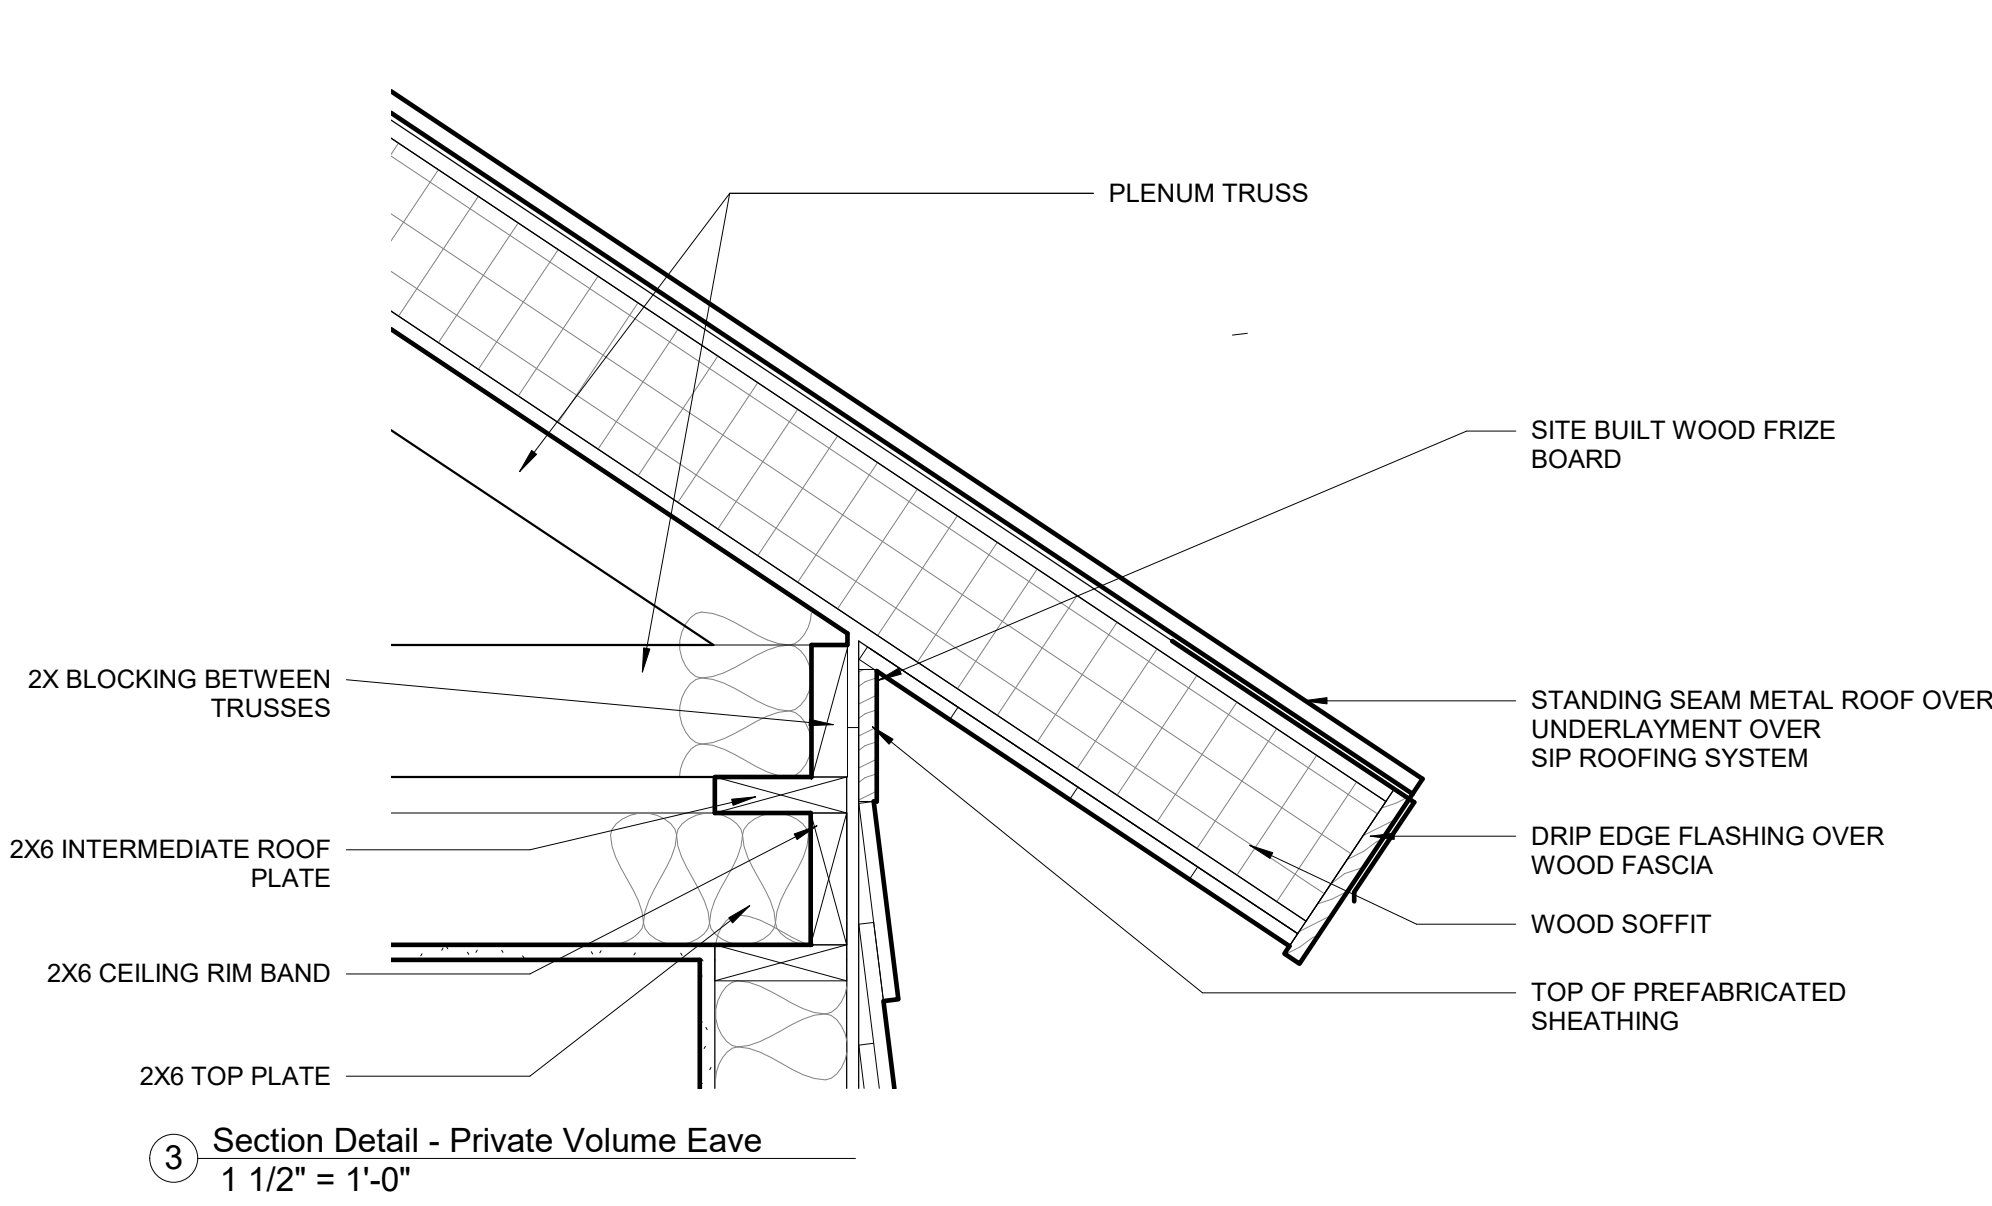 PLENUM TRUSS
SITE BUILT WOOD FRIZE
BOARD
2X BLOCKING BETWEEN
TRUSSES
STANDING SEAM METAL ROOF OVER
UNDERLAYMENT OVER
SIP ROOFING SYSTEM
2X6 INTERMEDIATE ROOF
PLATE
DRIP EDGE FLASHING OVER
WOOD FASCIA
WOOD SOFFIT
2X6 CEILING RIM BAND
TOP OF PREFABRICATED
SHEATHING
2X6 TOP PLATE
3
Section Detail - Private Volume Eave
1 1/2" = 1'-0"